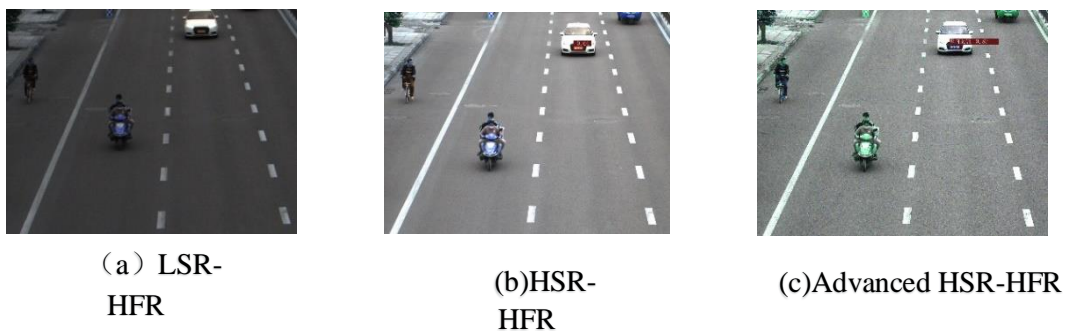 （a）LSR-
HFR
(b)HSR-
HFR
(c)Advanced HSR-HFR